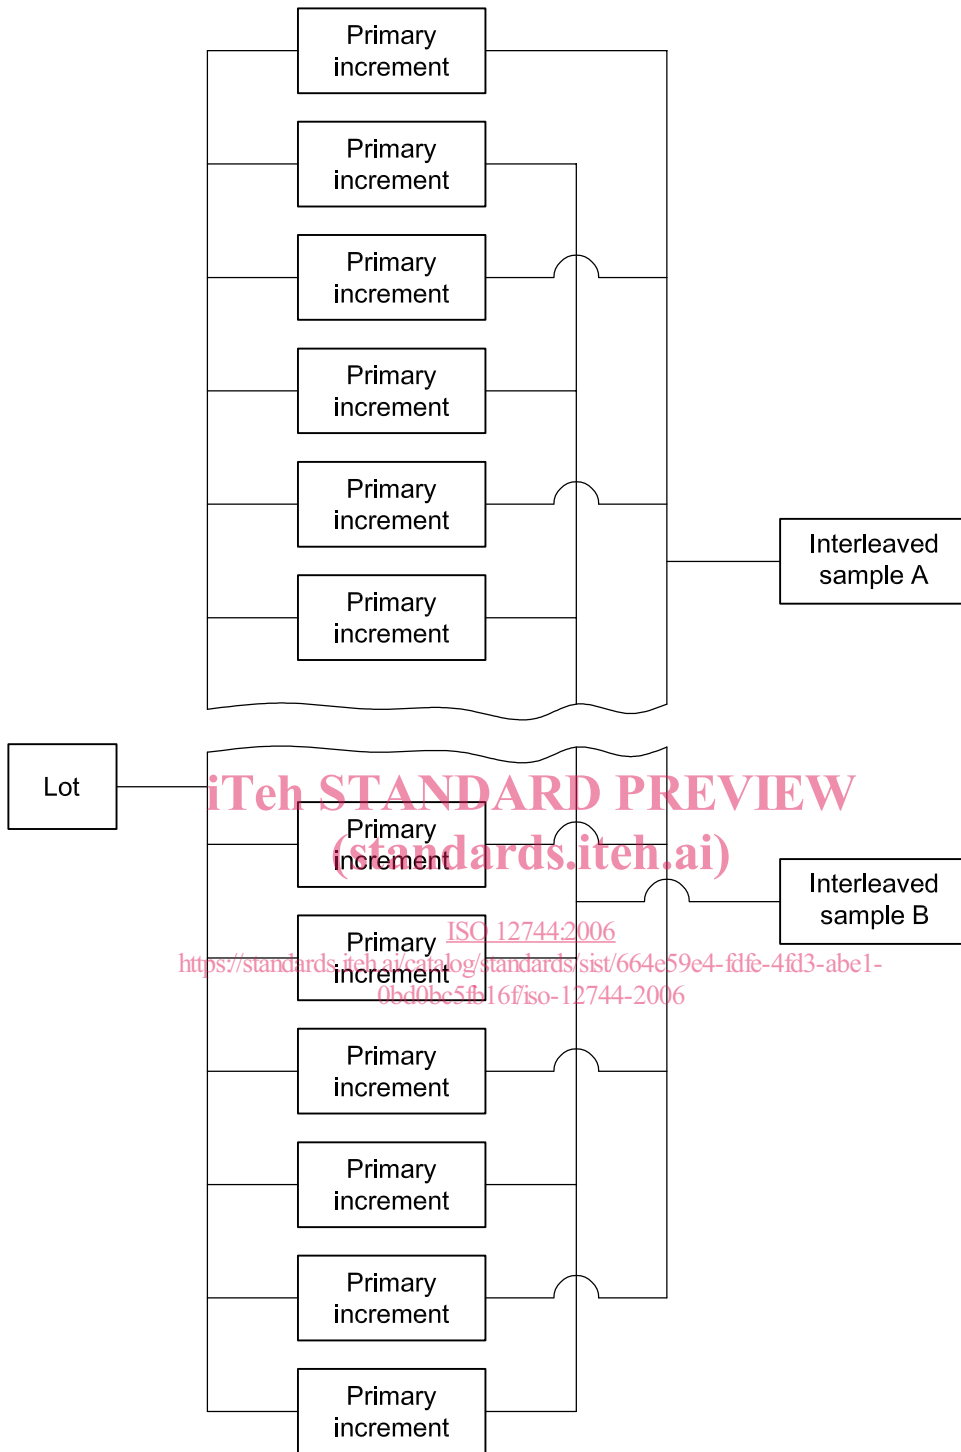 Primary
increment
Primary
increment
Primary
increment
Primary
increment
Primary
increment
Interleaved
sample A
Primary
increment
Lot
iTeh STANDARD PREVIEW
(standards.iteh.ai)
Primary
increment
Interleaved
sample B
ISO 12744:2006
https://standards.iteh.ai/catalog/standards/sist/664e59e4-fdfe-4fd3-abe1-
0bd0bc5fb16f/iso-12744-2006
Primary
increment
Primary
increment
Primary
increment
Primary
increment
Primary
increment